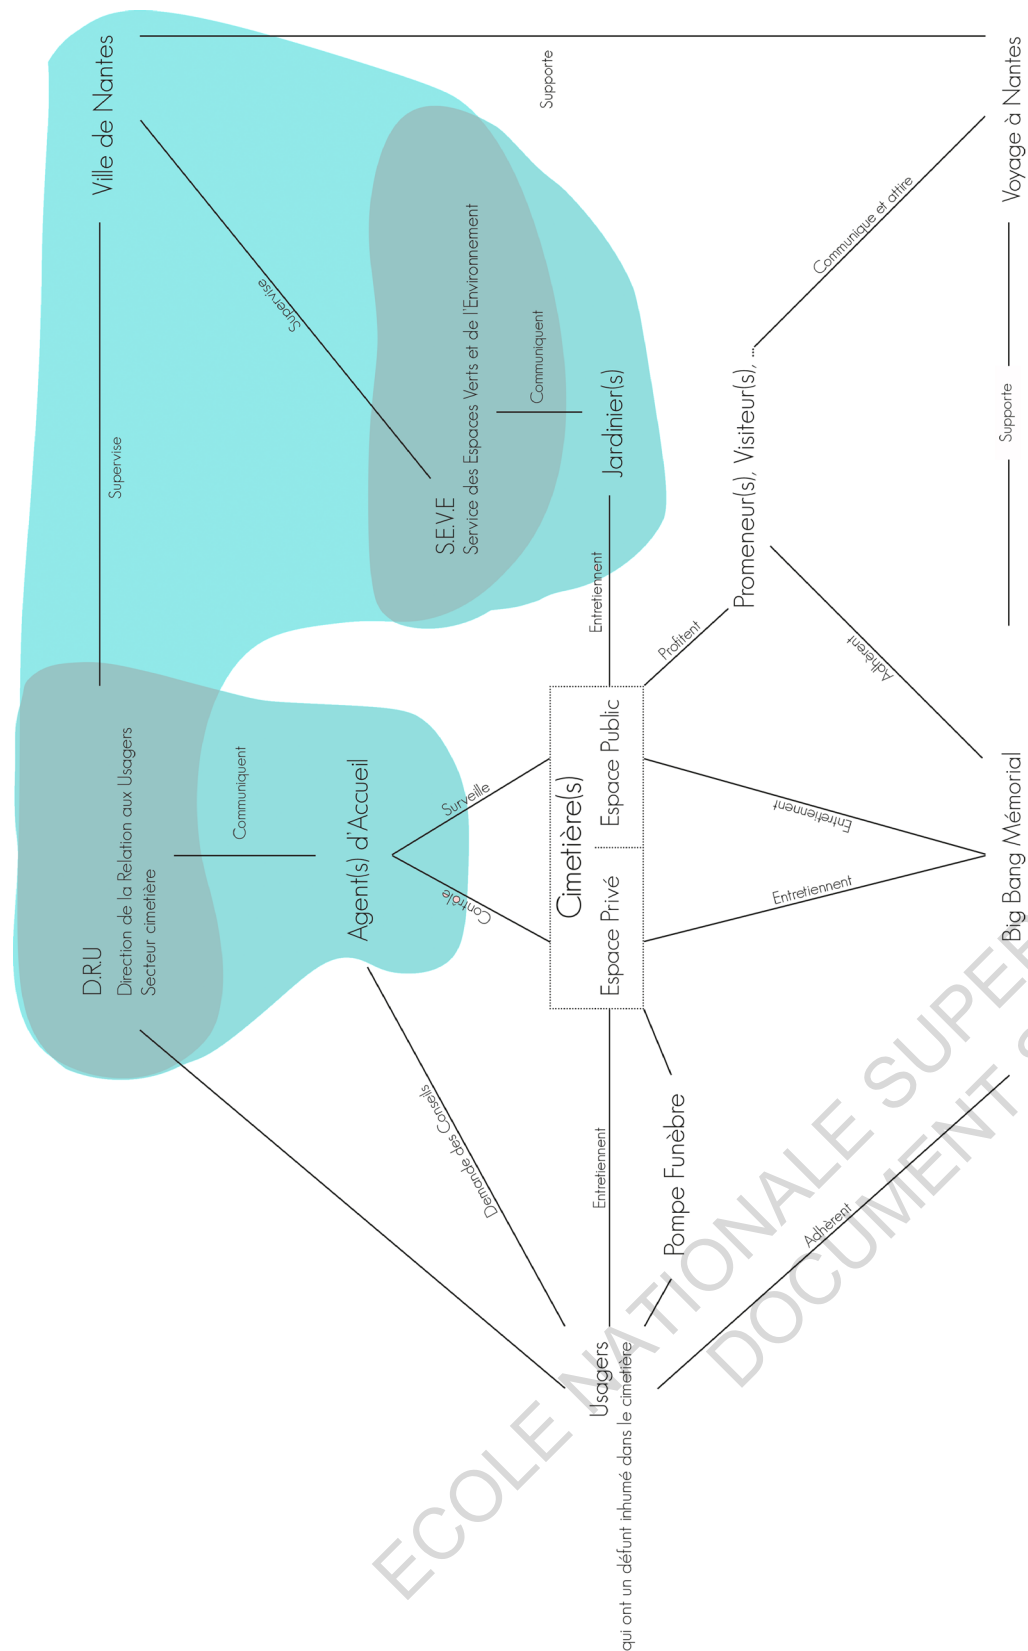 D.R.U
Direction de la Relation aux Usagers
Secteur cimetière
Supervise
Ville de Nantes
Communiquent
Supervise
Agent(s) d'Accueil
S.E.V.E
Service des Espaces Verts et de l'Environnement
Communiquent
Supporte
Demande des Conseils
Contrôle
Surveille
Jardinier(s)
Cimetière(s)
Espace Privé
Espace Public
Entretiennent
Entretiennent
Usagers
qui ont un défunt inhumé dans le cimetière
Pompe Funèbre
Profitent
Promeneur(s), Visiteur(s), ...
Communique et attire
Entretiennent
Entretiennent
Adhèrent
Adhèrent
Big Bang Mémorial
Supporte
Voyage à Nantes
ECOLE NATIONALE
DOCUMENT